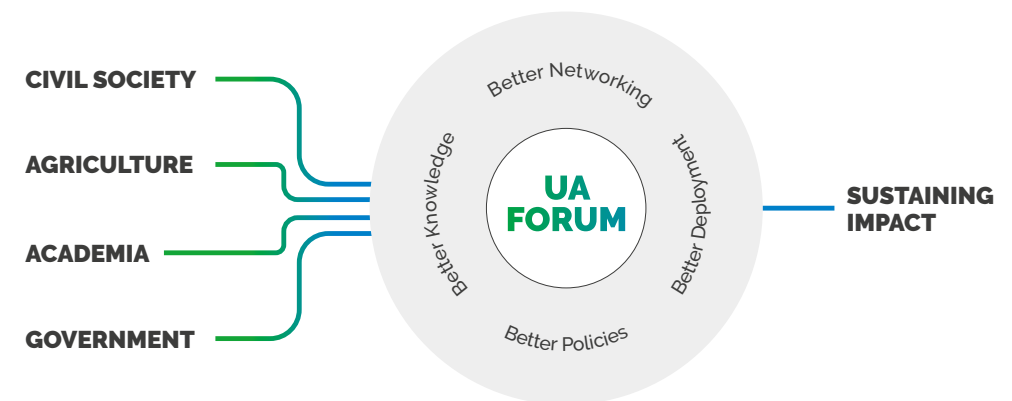 CIVIL SOCIETY
AGRICULTURE
ACADEMIA
GOVERNMENT
Better Networking
Better Knowledge
UA
FORUM
Better Deployment
Better Policies
SUSTAINING
IMPACT